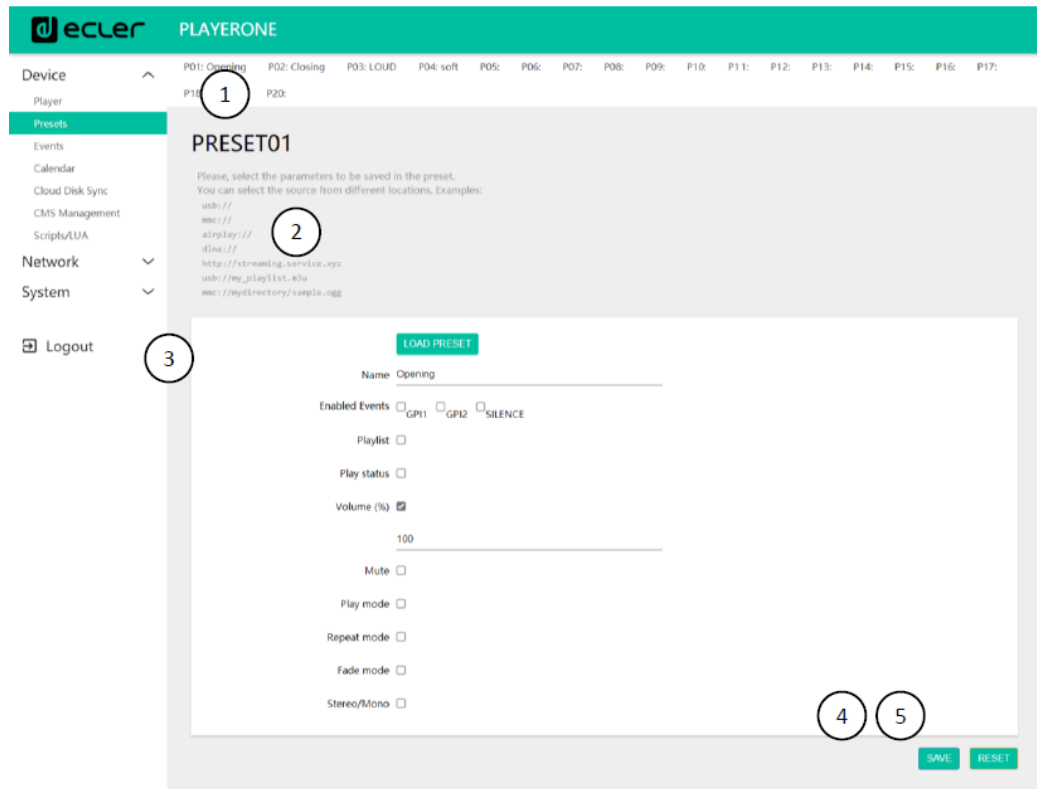 ecler PLAYERONE
P01: Opening P02: Closing P03: LOUD P04: soft P05: P06: P07: P08: P09: P10: P11: P12: P13: P14: P15: P16: P17:
P18 P20:
1
Device
Player
Presets
Events
Calendar
Cloud Disk Sync
CMS Management
Scripts/LUA
Network
System
Logout
PRESET01
Please, select the parameters to be saved in the preset.
You can select the source from different locations. Examples:
usb://
mmc://
airplay://
dlna://
http://streaming.service.xyz
usb://my_playlist.m3u
mmc://mydirectory/sample.ogg
2
3
LOAD PRESET
Name Opening
Enabled Events GPI1 GPI2 SILENCE
Playlist
Play status
Volume (%)
100
Mute
Play mode
Repeat mode
Fade mode
Stereo/Mono
4 5
SAVE RESET